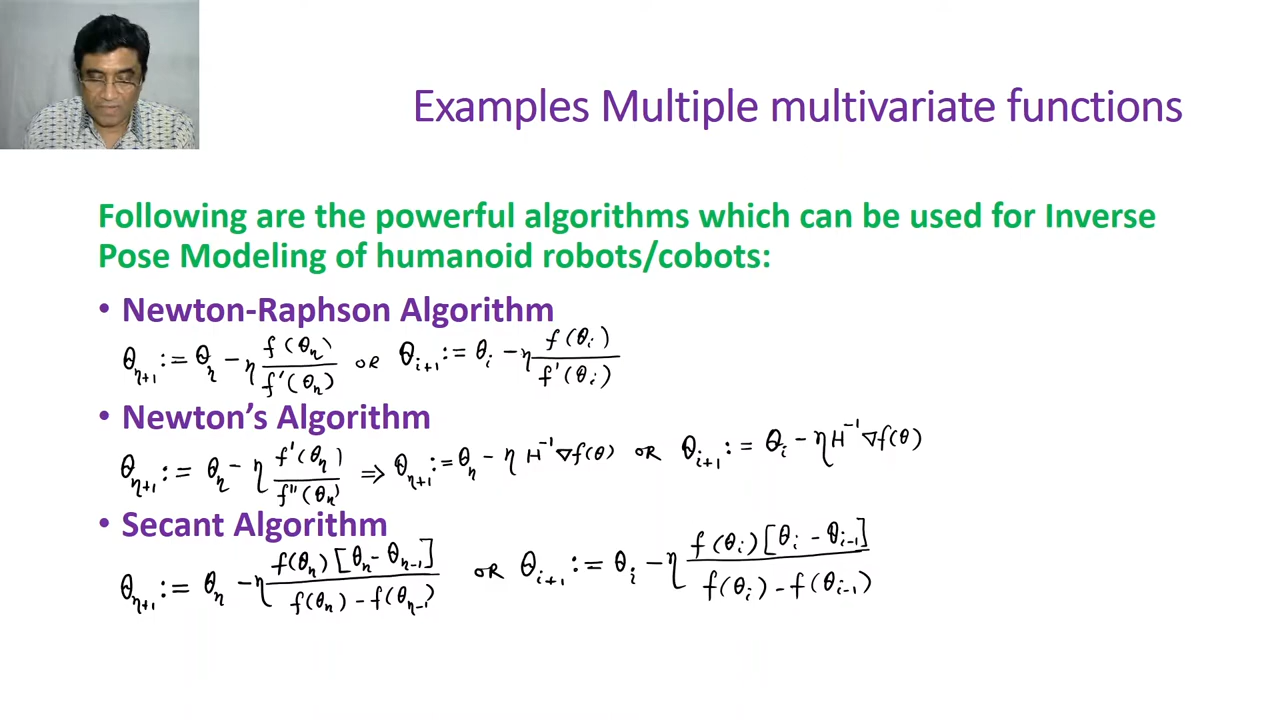 Examples Multiple multivariate functions
Following are the powerful algorithms which can be used for Inverse
Pose Modeling of humanoid robots/cobots:
• Newton-Raphson Algorithm
θₙ₊₁ := θₙ − η f(θₙ)/f'(θₙ) OR θᵢ₊₁ := θᵢ − η f(θᵢ)/f'(θᵢ)
• Newton's Algorithm
θₙ₊₁ := θₙ − η f'(θₙ)/f''(θₙ) ⇒ θₙ₊₁ := θₙ − η H⁻¹ ∇f(θ) OR θᵢ₊₁ := θᵢ − η H⁻¹ ∇f(θ)
• Secant Algorithm
θₙ₊₁ := θₙ − η f(θₙ)[θₙ − θₙ₋₁]/f(θₙ) − f(θₙ₋₁) OR θᵢ₊₁ := θᵢ − η f(θᵢ)[θᵢ − θᵢ₋₁]/f(θᵢ) − f(θᵢ₋₁)